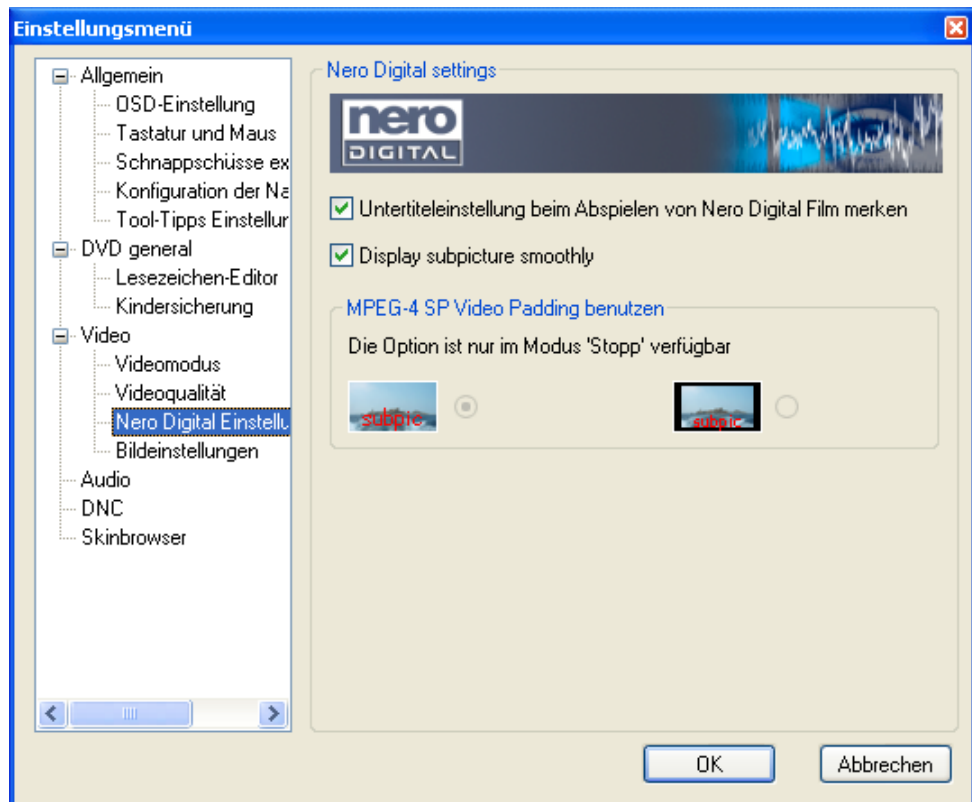 Einstellungsmenü
Allgemein
OSD-Einstellung
Tastatur und Maus
Schnappschüsse ex
Konfiguration der Na
Tool-Tipps Einstellur
DVD general
Lesezeichen-Editor
Kindersicherung
Video
Videomodus
Videoqualität
Nero Digital Einstellu
Bildeinstellungen
Audio
DNC
Skinbrowser
Nero Digital settings
nero
DIGITAL
Untertiteleinstellung beim Abspielen von Nero Digital Film merken
Display subpicture smoothly
MPEG-4 SP Video Padding benutzen
Die Option ist nur im Modus 'Stopp' verfügbar
subpic
subpic
OK
Abbrechen